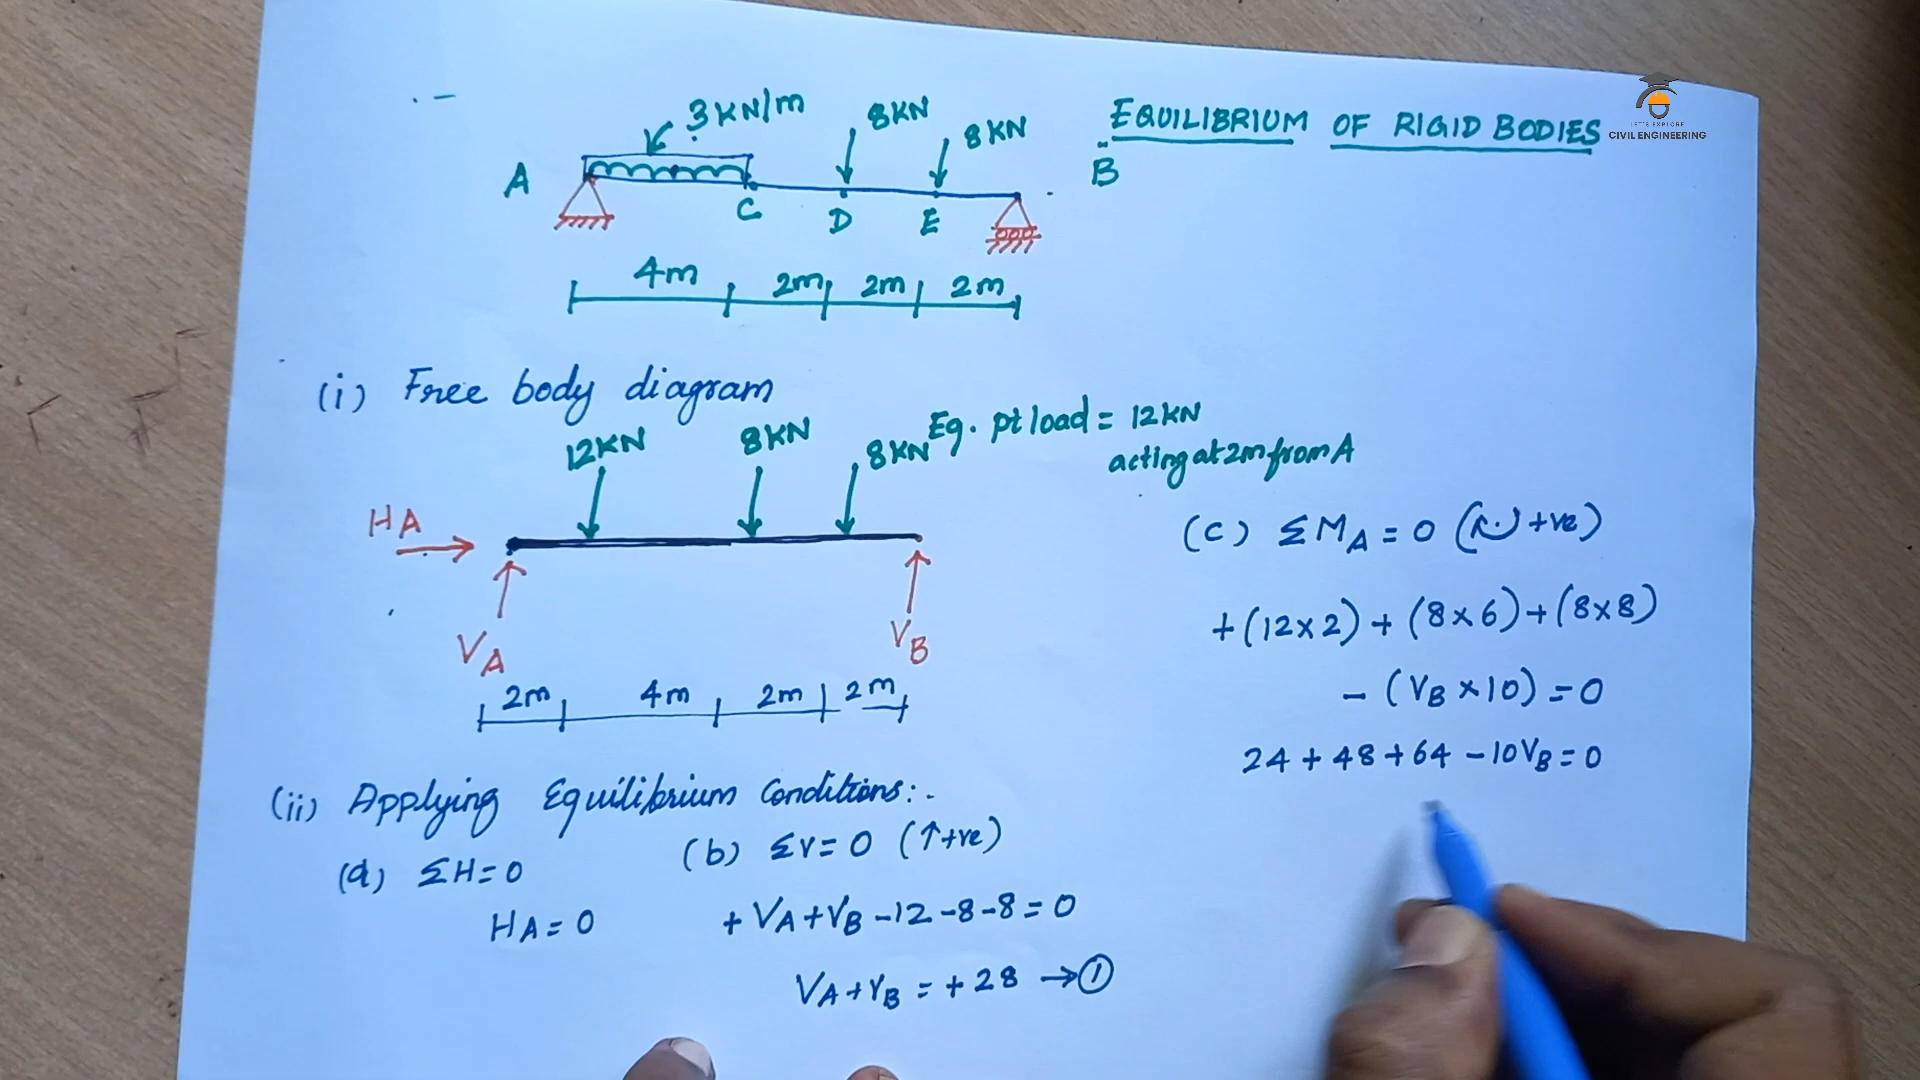 EQUILIBRIUM OF RIGID BODIES
LET'S EXPLORE
CIVIL ENGINEERING
3KN/m
8KN
8KN
A
B
C
D
E
4m
2m
2m
2m
(i) Free body diagram
12KN
8KN
8KN
Eq. pt load = 12KN
acting at 2m from A
HA
VA
VB
2m
4m
2m
2m
(ii) Applying Equilibrium Conditions:-
(a) ΣH=0
HA=0
(b) ΣV=0 (↑+ve)
+VA+VB-12-8-8=0
VA+VB=+28→①
(C) ΣMA=0 (↻+ve)
+(12×2)+(8×6)+(8×8)
-(VB×10)=0
24+48+64-10VB=0